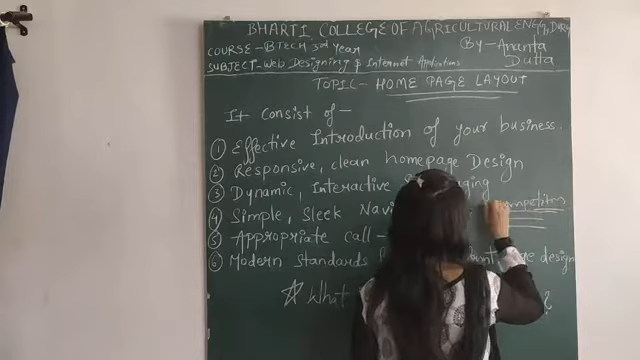 BHARTI COLLEGE OF AGRICULTURAL ENGG, DURG
COURSE - BTECH 3rd Year
By - Ananta Dutta
SUBJECT - Web Designing & Internet Applications
TOPIC - HOME PAGE LAYOUT
It Consist of -
1 Effective Introduction of your business.
2 Responsive, clean homepage Design
3 Dynamic, Interactive
4 Simple, Sleek
5 Appropriate call -
6 Modern Standards design
What ?